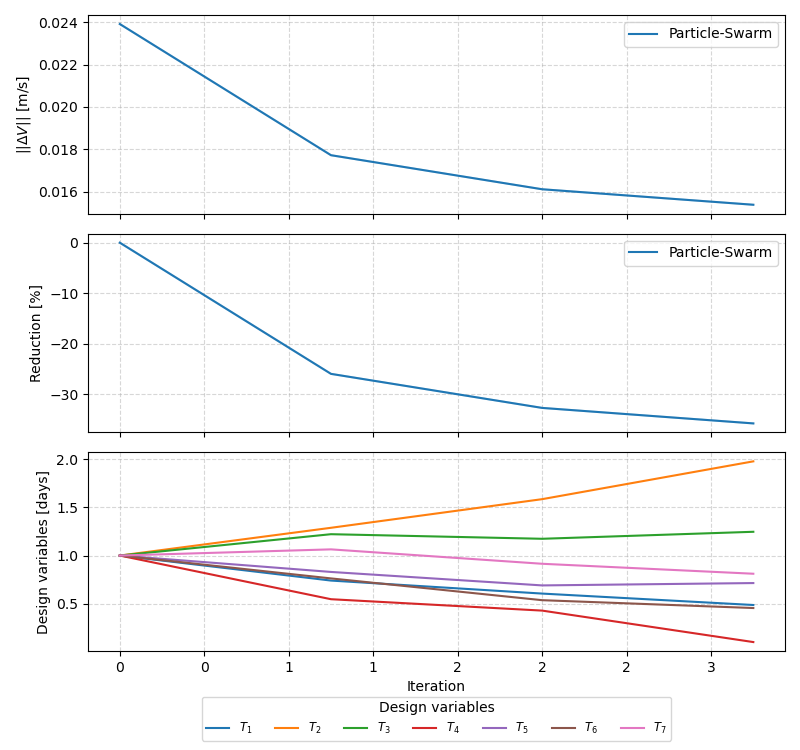 0.024
0.022
0.020
0.018
0.016
||ΔV|| [m/s]
Particle-Swarm
0
−10
−20
−30
Reduction [%]
Particle-Swarm
2.0
1.5
1.0
0.5
Design variables [days]
0 0 1 1 2 2 2 3
Iteration
Design variables
T₁ T₂ T₃ T₄ T₅ T₆ T₇